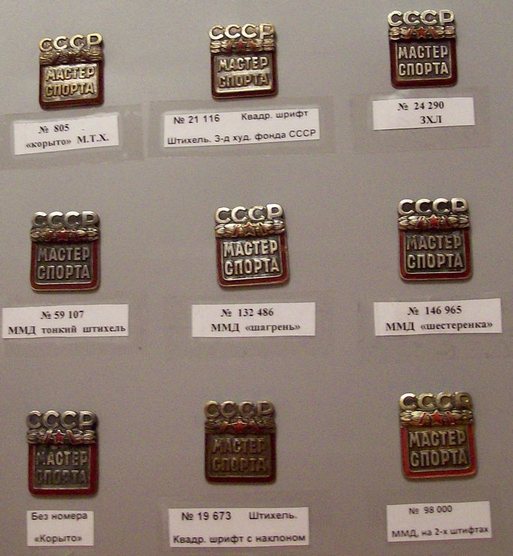 СССР
МАСТЕР
СПОРТА
№ 805
«корыто» М.Т.Х.
СССР
МАСТЕР
СПОРТА
№ 21 116 Квадр. шрифт
Штихель. 3-д худ. фонда СССР
СССР
МАСТЕР
СПОРТА
№ 24 290
ЗХЛ
СССР
МАСТЕР
СПОРТА
№ 59 107
ММД тонкий штихель
СССР
МАСТЕР
СПОРТА
№ 132 486
ММД «шагрень»
СССР
МАСТЕР
СПОРТА
№ 146 965
ММД «шестеренка»
СССР
МАСТЕР
СПОРТА
Без номера
«Корыто»
СССР
МАСТЕР
СПОРТА
№ 19 673 Штихель.
Квадр. шрифт с наклоном
СССР
МАСТЕР
СПОРТА
№ 98 000
ММД, на 2-х штифтах